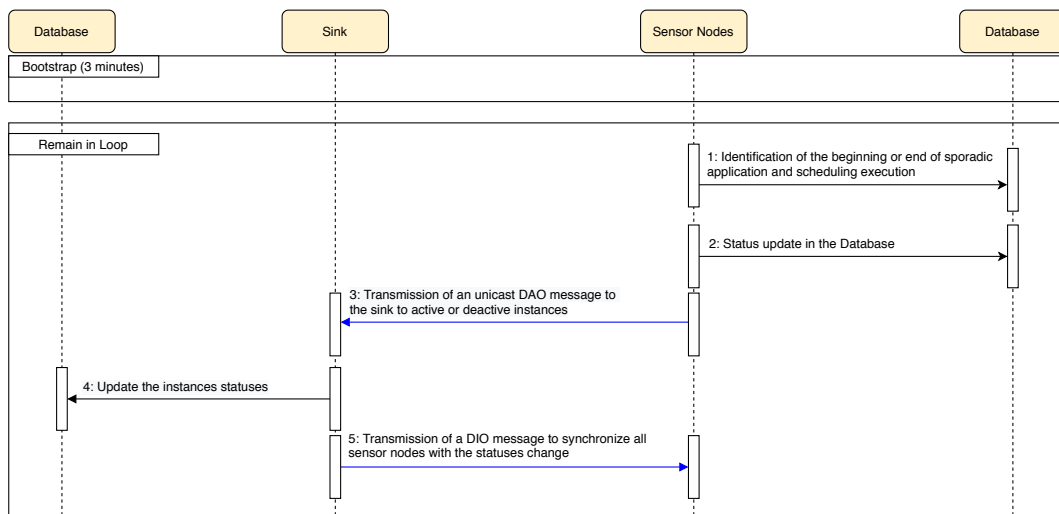 Database
Sink
Sensor Nodes
Database
Bootstrap (3 minutes)
Remain in Loop
1: Identification of the beginning or end of sporadic
application and scheduling execution
2: Status update in the Database
3: Transmission of an unicast DAO message to
the sink to active or deactive instances
4: Update the instances statuses
5: Transmission of a DIO message to synchronize all
sensor nodes with the statuses change